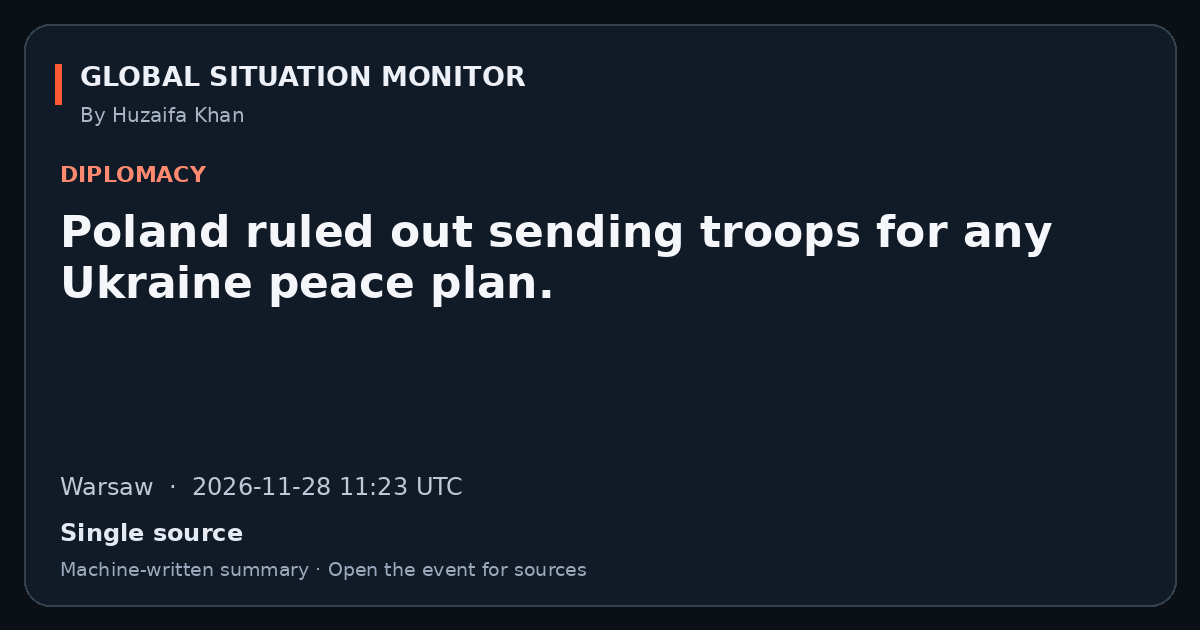 GLOBAL SITUATION MONITOR
By Huzaifa Khan
DIPLOMACY
Poland ruled out sending troops for any
Ukraine peace plan.
Warsaw · 2026-11-28 11:23 UTC
Single source
Machine-written summary · Open the event for sources